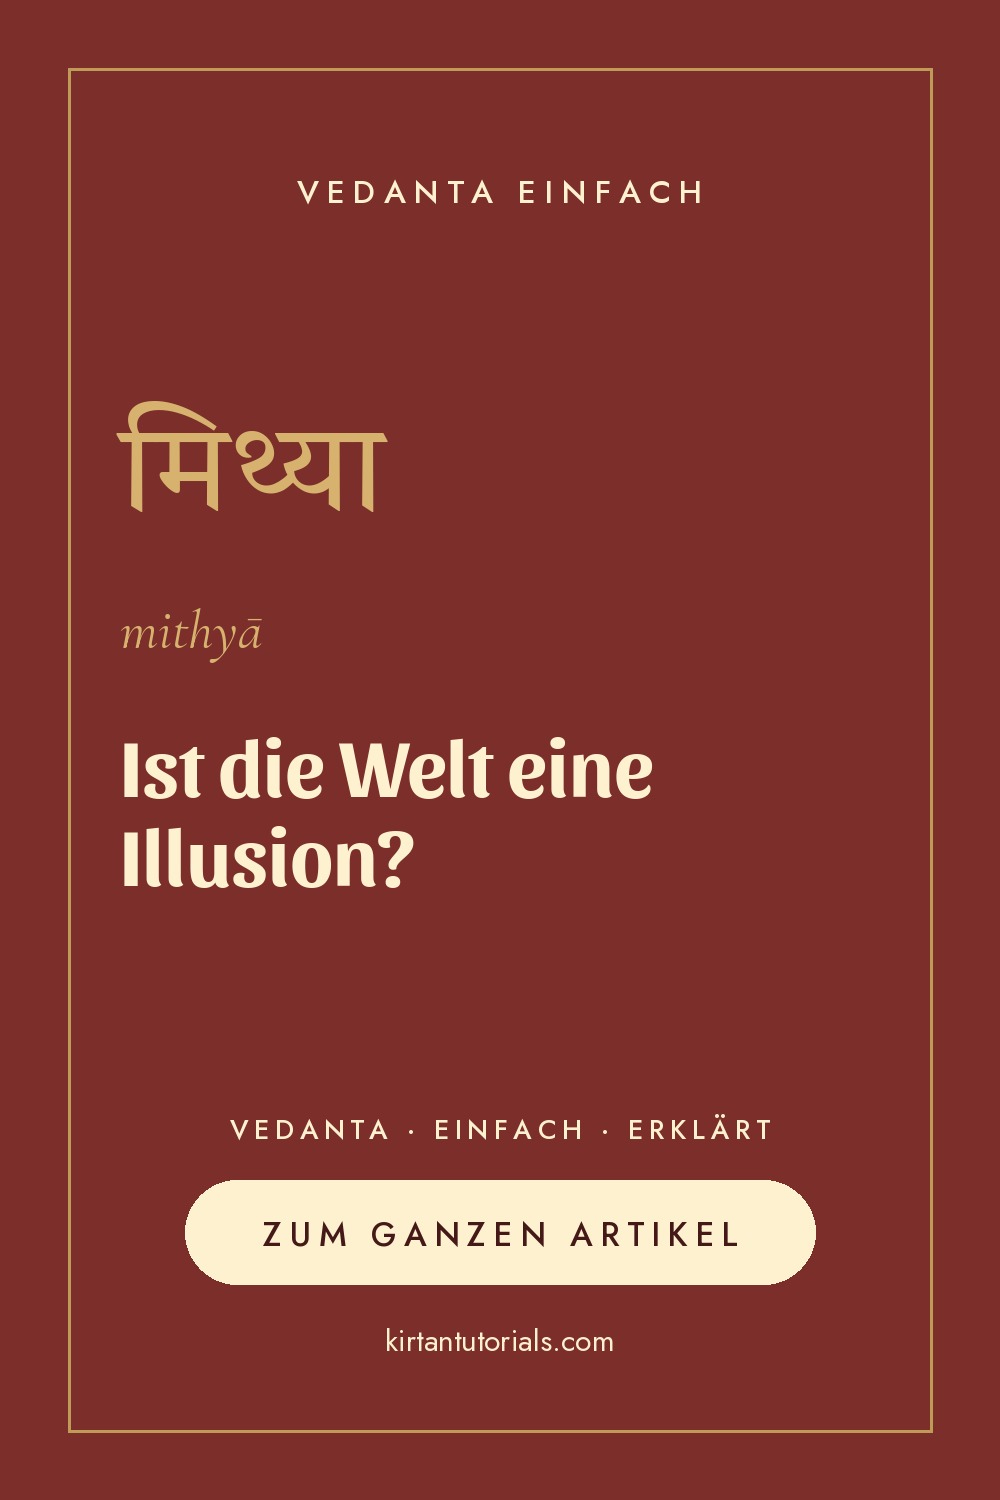 VEDANTA EINFACH
मिथ्या
mithyā
Ist die Welt eine
Illusion?
VEDANTA · EINFACH · ERKLÄRT
ZUM GANZEN ARTIKEL
kirtantutorials.com